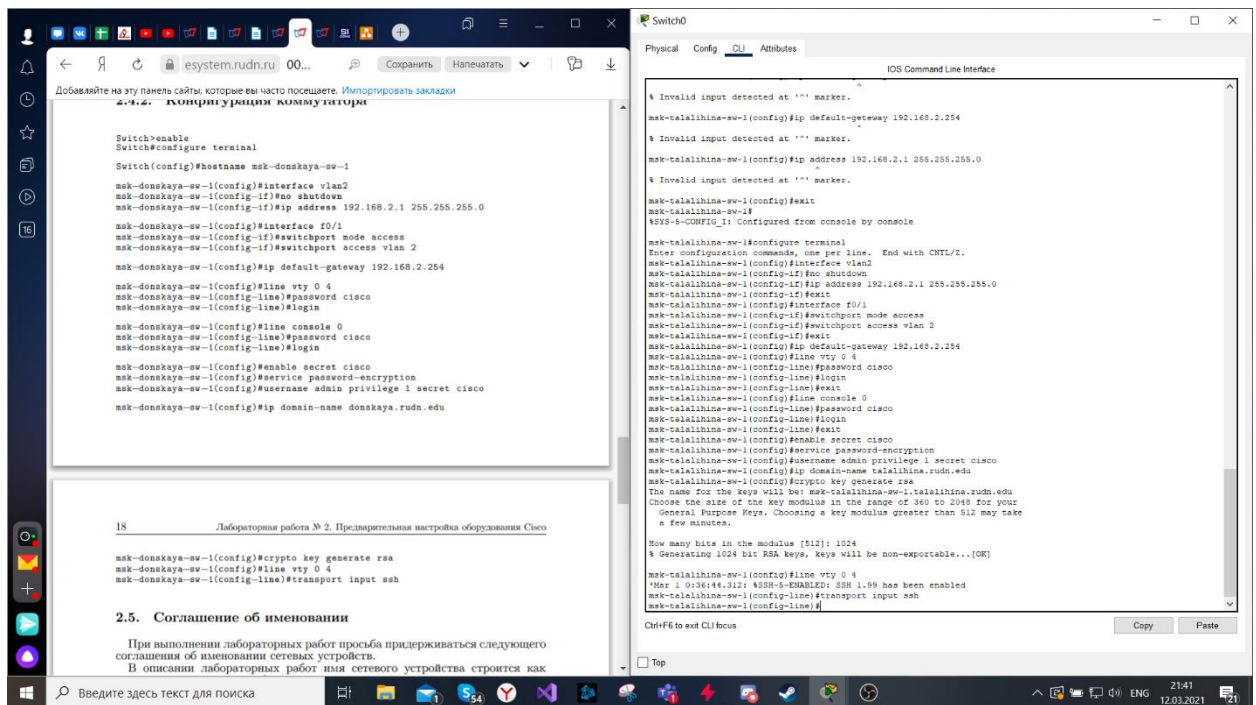 esystem.rudn.ru 00...
Сохранить
Напечатать
Добавляйте на эту панель сайты, которые вы часто посещаете. Импортировать закладки
2.4.2. Конфигурация коммутатора
Switch>enable
Switch#configure terminal
Switch(config)#hostname msk-donskaya-sw-1
msk-donskaya-sw-1(config)#interface vlan2
msk-donskaya-sw-1(config-if)#no shutdown
msk-donskaya-sw-1(config-if)#ip address 192.168.2.1 255.255.255.0
msk-donskaya-sw-1(config)#interface f0/1
msk-donskaya-sw-1(config-if)#switchport mode access
msk-donskaya-sw-1(config-if)#switchport access vlan 2
msk-donskaya-sw-1(config)#ip default-gateway 192.168.2.254
msk-donskaya-sw-1(config)#line vty 0 4
msk-donskaya-sw-1(config-line)#password cisco
msk-donskaya-sw-1(config-line)#login
msk-donskaya-sw-1(config)#line console 0
msk-donskaya-sw-1(config-line)#password cisco
msk-donskaya-sw-1(config-line)#login
msk-donskaya-sw-1(config)#enable secret cisco
msk-donskaya-sw-1(config)#service password-encryption
msk-donskaya-sw-1(config)#username admin privilege 1 secret cisco
msk-donskaya-sw-1(config)#ip domain-name donskaya.rudn.edu
18 Лабораторная работа № 2. Предварительная настройка оборудования Cisco
msk-donskaya-sw-1(config)#crypto key generate rsa
msk-donskaya-sw-1(config)#line vty 0 4
msk-donskaya-sw-1(config-line)#transport input ssh
2.5. Соглашение об именовании
При выполнении лабораторных работ просьба придерживаться следующего
соглашения об именовании сетевых устройств.
В описании лабораторных работ имя сетевого устройства строится как
16
Switch0
Physical Config CLI Attributes
IOS Command Line Interface
^
% Invalid input detected at '^' marker.
msk-talalihina-sw-1(config)#ip default-geteway 192.168.2.254
^
% Invalid input detected at '^' marker.
msk-talalihina-sw-1(config)#ip address 192.168.2.1 255.255.255.0
^
% Invalid input detected at '^' marker.
msk-talalihina-sw-1(config)#exit
msk-talalihina-sw-1#
%SYS-5-CONFIG_I: Configured from console by console
msk-talalihina-sw-1#configure terminal
Enter configuration commands, one per line. End with CNTL/Z.
msk-talalihina-sw-1(config)#interface vlan2
msk-talalihina-sw-1(config-if)#no shutdown
msk-talalihina-sw-1(config-if)#ip address 192.168.2.1 255.255.255.0
msk-talalihina-sw-1(config-if)#exit
msk-talalihina-sw-1(config)#interface f0/1
msk-talalihina-sw-1(config-if)#switchport mode access
msk-talalihina-sw-1(config-if)#switchport access vlan 2
msk-talalihina-sw-1(config-if)#exit
msk-talalihina-sw-1(config)#ip default-gateway 192.168.2.254
msk-talalihina-sw-1(config)#line vty 0 4
msk-talalihina-sw-1(config-line)#password cisco
msk-talalihina-sw-1(config-line)#login
msk-talalihina-sw-1(config-line)#exit
msk-talalihina-sw-1(config)#line console 0
msk-talalihina-sw-1(config-line)#password cisco
msk-talalihina-sw-1(config-line)#login
msk-talalihina-sw-1(config-line)#exit
msk-talalihina-sw-1(config)#enable secret cisco
msk-talalihina-sw-1(config)#service password-encryption
msk-talalihina-sw-1(config)#username admin privilege 1 secret cisco
msk-talalihina-sw-1(config)#ip domain-name talalihina.rudn.edu
msk-talalihina-sw-1(config)#crypto key generate rsa
The name for the keys will be: msk-talalihina-sw-1.talalihina.rudn.edu
Choose the size of the key modulus in the range of 360 to 2048 for your
General Purpose Keys. Choosing a key modulus greater than 512 may take
a few minutes.
How many bits in the modulus [512]: 1024
% Generating 1024 bit RSA keys, keys will be non-exportable...[OK]
msk-talalihina-sw-1(config)#line vty 0 4
*Mar 1 0:36:44.312: %SSH-5-ENABLED: SSH 1.99 has been enabled
msk-talalihina-sw-1(config-line)#transport input ssh
msk-talalihina-sw-1(config-line)#
Ctrl+F6 to exit CLI focus
Copy
Paste
Top
Введите здесь текст для поиска
ENG
21:41
12.03.2021